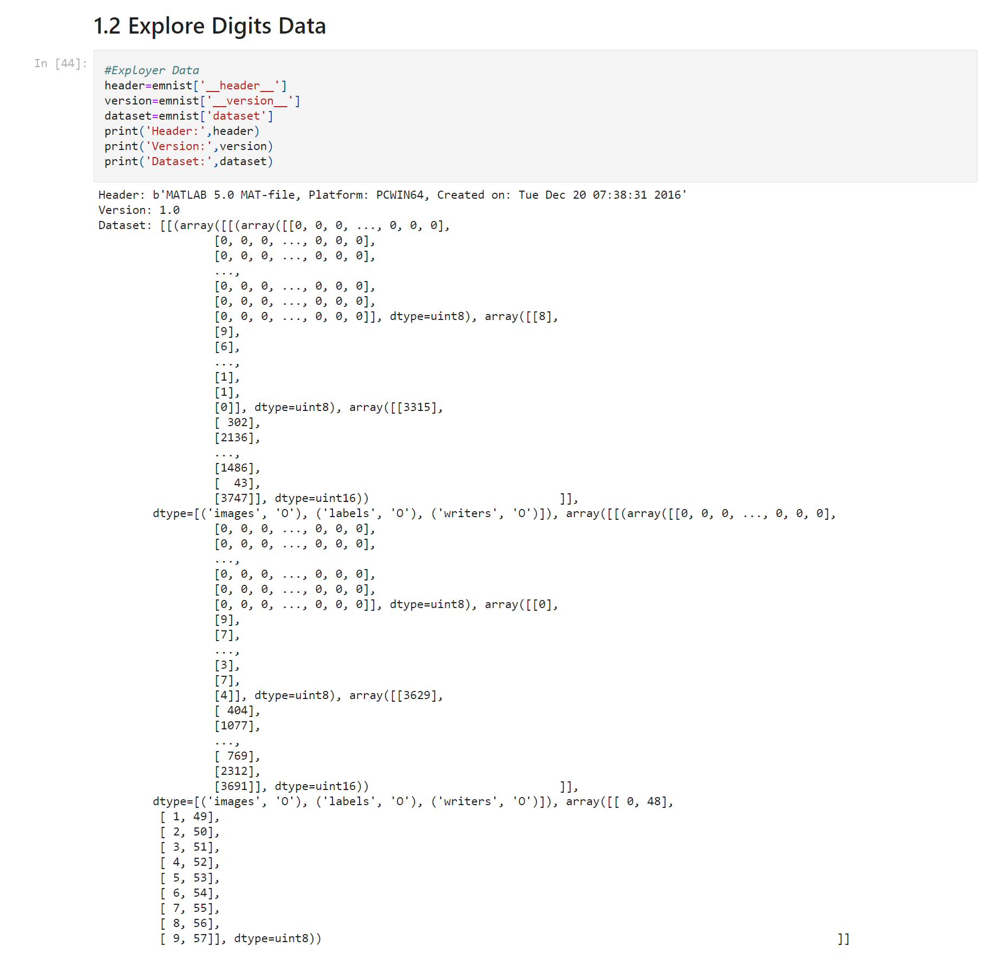 1.2 Explore Digits Data
In [44]:
#Exployer Data
header=emnist['__header__']
version=emnist['__version__']
dataset=emnist['dataset']
print('Header:',header)
print('Version:',version)
print('Dataset:',dataset)
Header: b'MATLAB 5.0 MAT-file, Platform: PCWIN64, Created on: Tue Dec 20 07:38:31 2016'
Version: 1.0
Dataset: [[(array([[(array([[0, 0, 0, ..., 0, 0, 0],
[0, 0, 0, ..., 0, 0, 0],
[0, 0, 0, ..., 0, 0, 0],
...,
[0, 0, 0, ..., 0, 0, 0],
[0, 0, 0, ..., 0, 0, 0],
[0, 0, 0, ..., 0, 0, 0]], dtype=uint8), array([[8],
[9],
[6],
...,
[1],
[1],
[0]], dtype=uint8), array([[3315],
[ 302],
[2136],
...,
[1486],
[  43],
[3747]], dtype=uint16)) ]],
dtype=[('images', 'O'), ('labels', 'O'), ('writers', 'O')]), array([[(array([[0, 0, 0, ..., 0, 0, 0],
[0, 0, 0, ..., 0, 0, 0],
[0, 0, 0, ..., 0, 0, 0],
...,
[0, 0, 0, ..., 0, 0, 0],
[0, 0, 0, ..., 0, 0, 0],
[0, 0, 0, ..., 0, 0, 0]], dtype=uint8), array([[0],
[9],
[7],
...,
[3],
[7],
[4]], dtype=uint8), array([[3629],
[ 404],
[1077],
...,
[ 769],
[2312],
[3691]], dtype=uint16)) ]],
dtype=[('images', 'O'), ('labels', 'O'), ('writers', 'O')]), array([[ 0, 48],
[ 1, 49],
[ 2, 50],
[ 3, 51],
[ 4, 52],
[ 5, 53],
[ 6, 54],
[ 7, 55],
[ 8, 56],
[ 9, 57]], dtype=uint8)) ]]